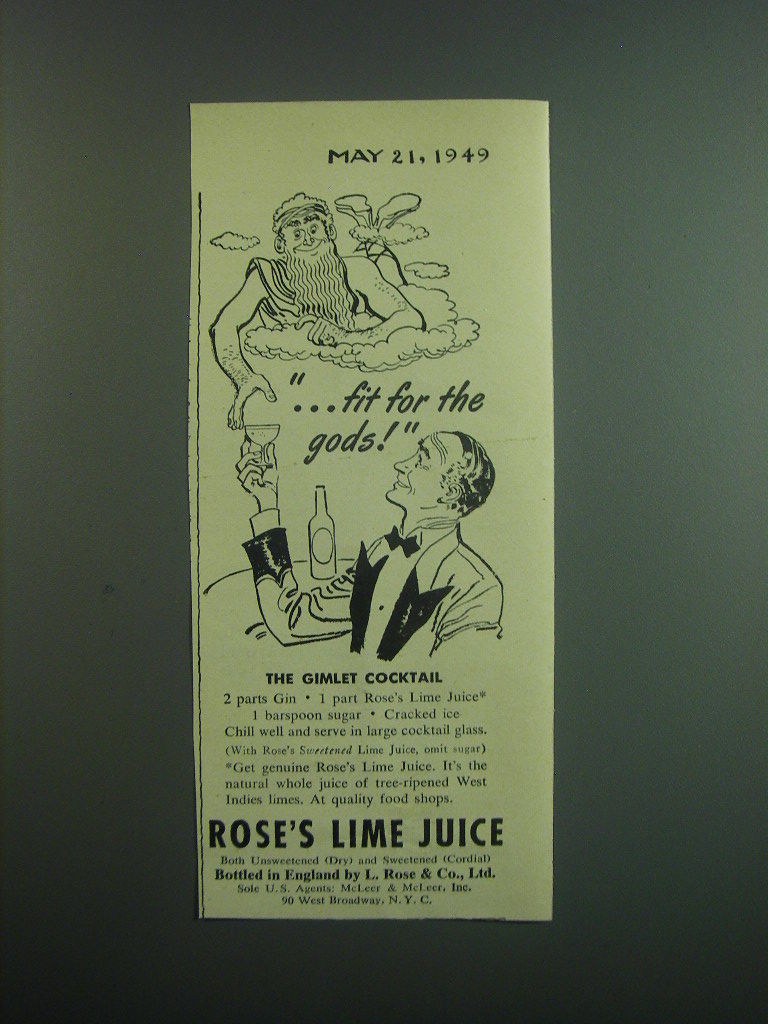 MAY 21, 1949
"...fit for the
gods!"
THE GIMLET COCKTAIL
2 parts Gin • 1 part Rose's Lime Juice*
1 barspoon sugar • Cracked ice
Chill well and serve in large cocktail glass.
(With Rose's Sweetened Lime Juice, omit sugar)
*Get genuine Rose's Lime Juice. It's the
natural whole juice of tree-ripened West
Indies limes. At quality food shops.
ROSE'S LIME JUICE
Both Unsweetened (Dry) and Sweetened (Cordial)
Bottled in England by L. Rose & Co., Ltd.
Sole U.S. Agents: McLeer & McLeer, Inc.
90 West Broadway, N. Y. C.